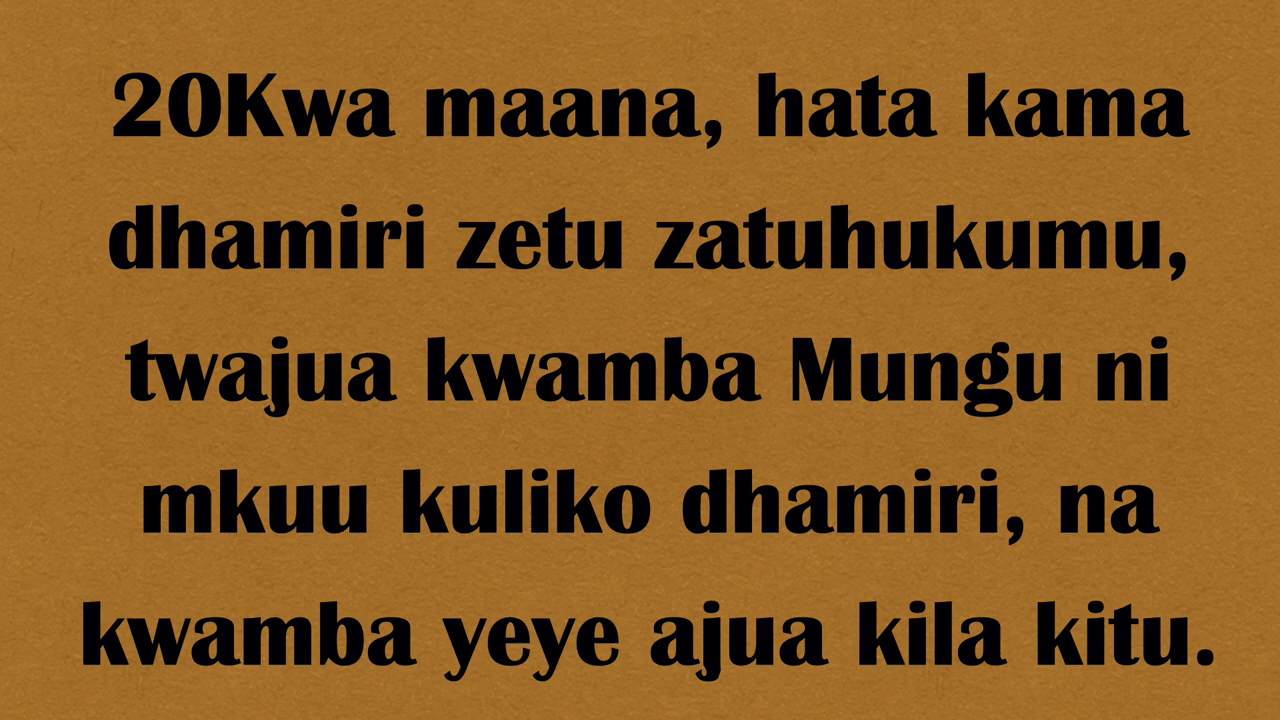 20Kwa maana, hata kama
dhamiri zetu zatuhukumu,
twajua kwamba Mungu ni
mkuu kuliko dhamiri, na
kwamba yeye ajua kila kitu.